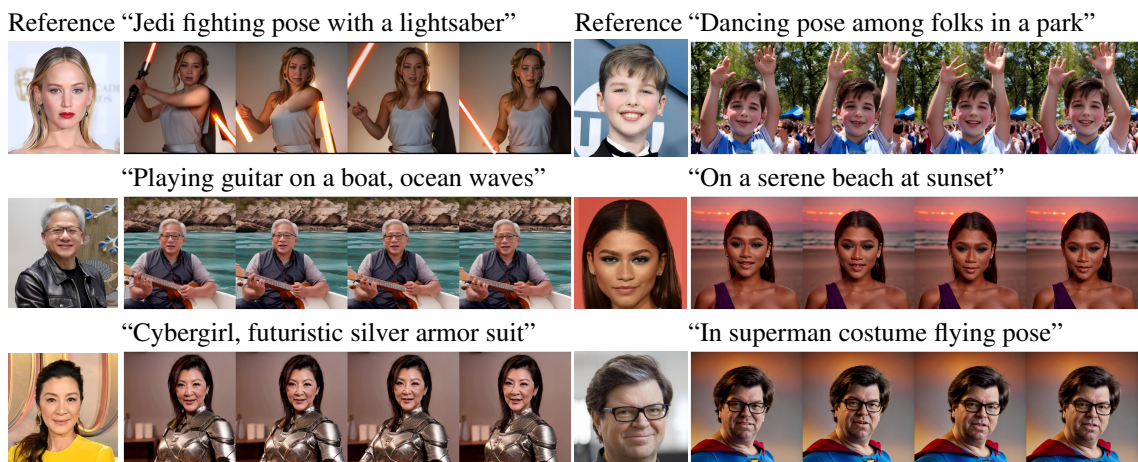 Reference “Jedi fighting pose with a lightsaber”
Reference “Dancing pose among folks in a park”
“Playing guitar on a boat, ocean waves”
“On a serene beach at sunset”
“Cybergirl, futuristic silver armor suit”
“In superman costume flying pose”